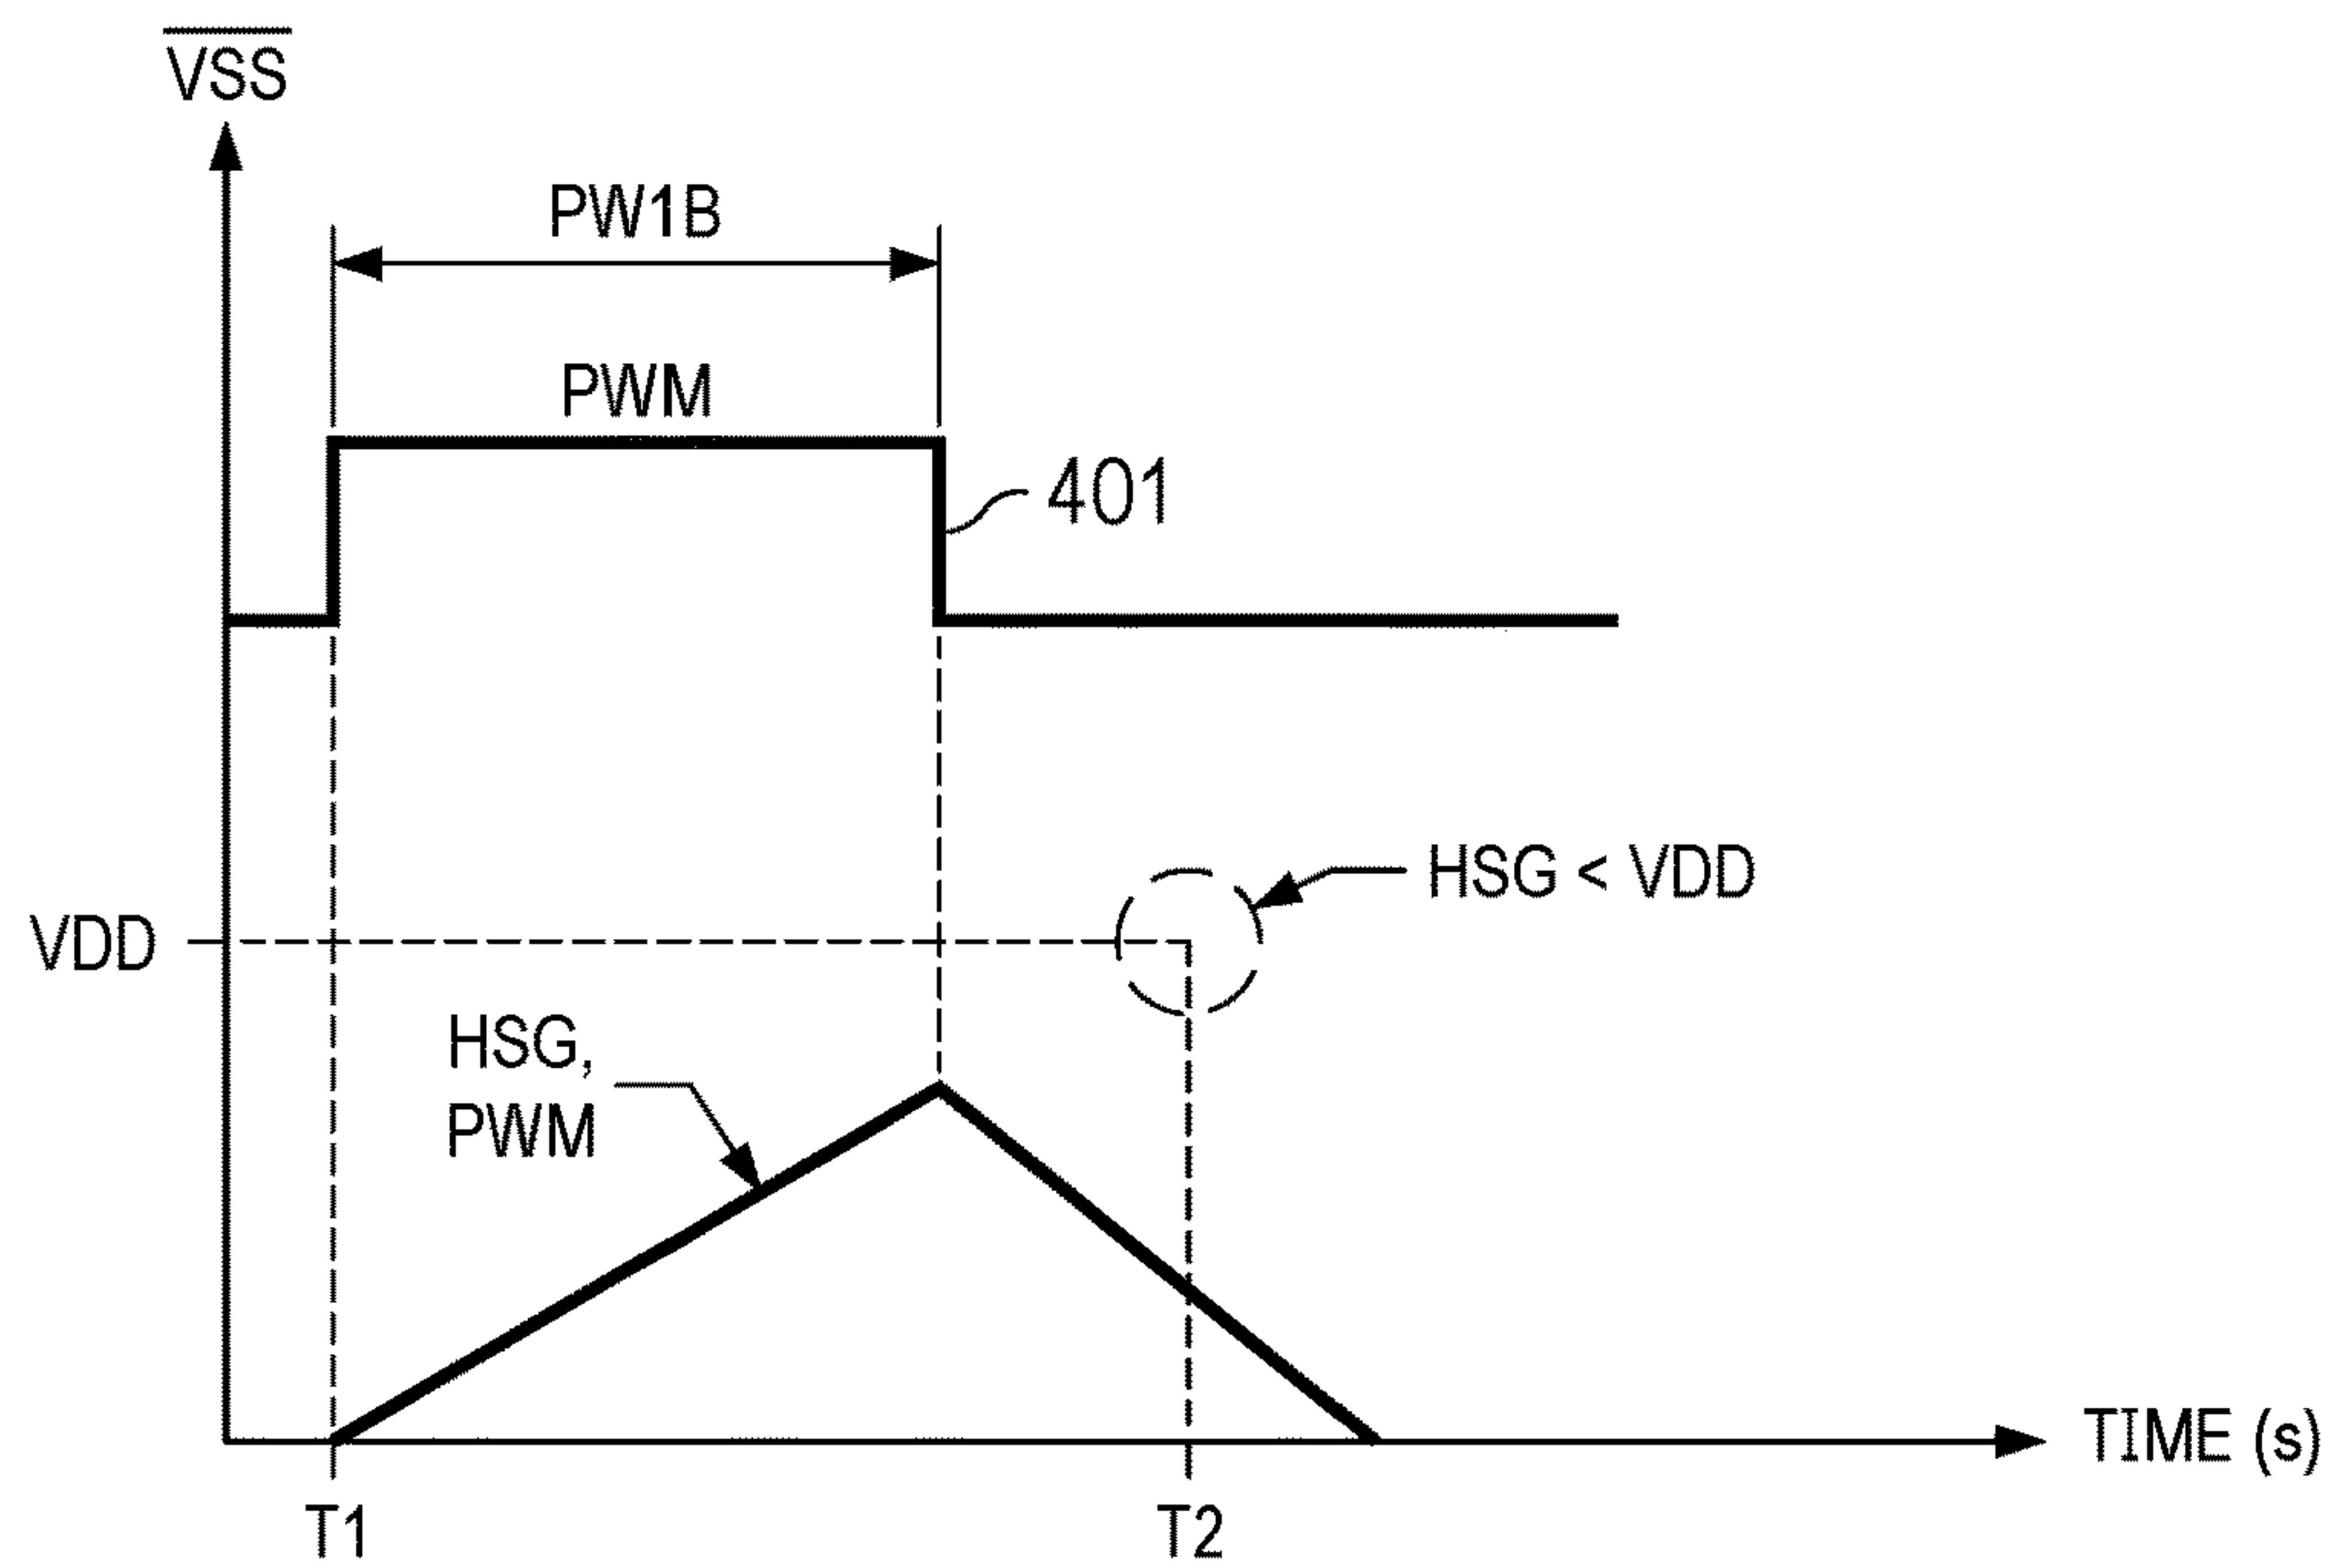 VSS
PW1B
PWM
401
HSG < VDD
VDD
HSG,
PWM
TIME (s)
T1
T2